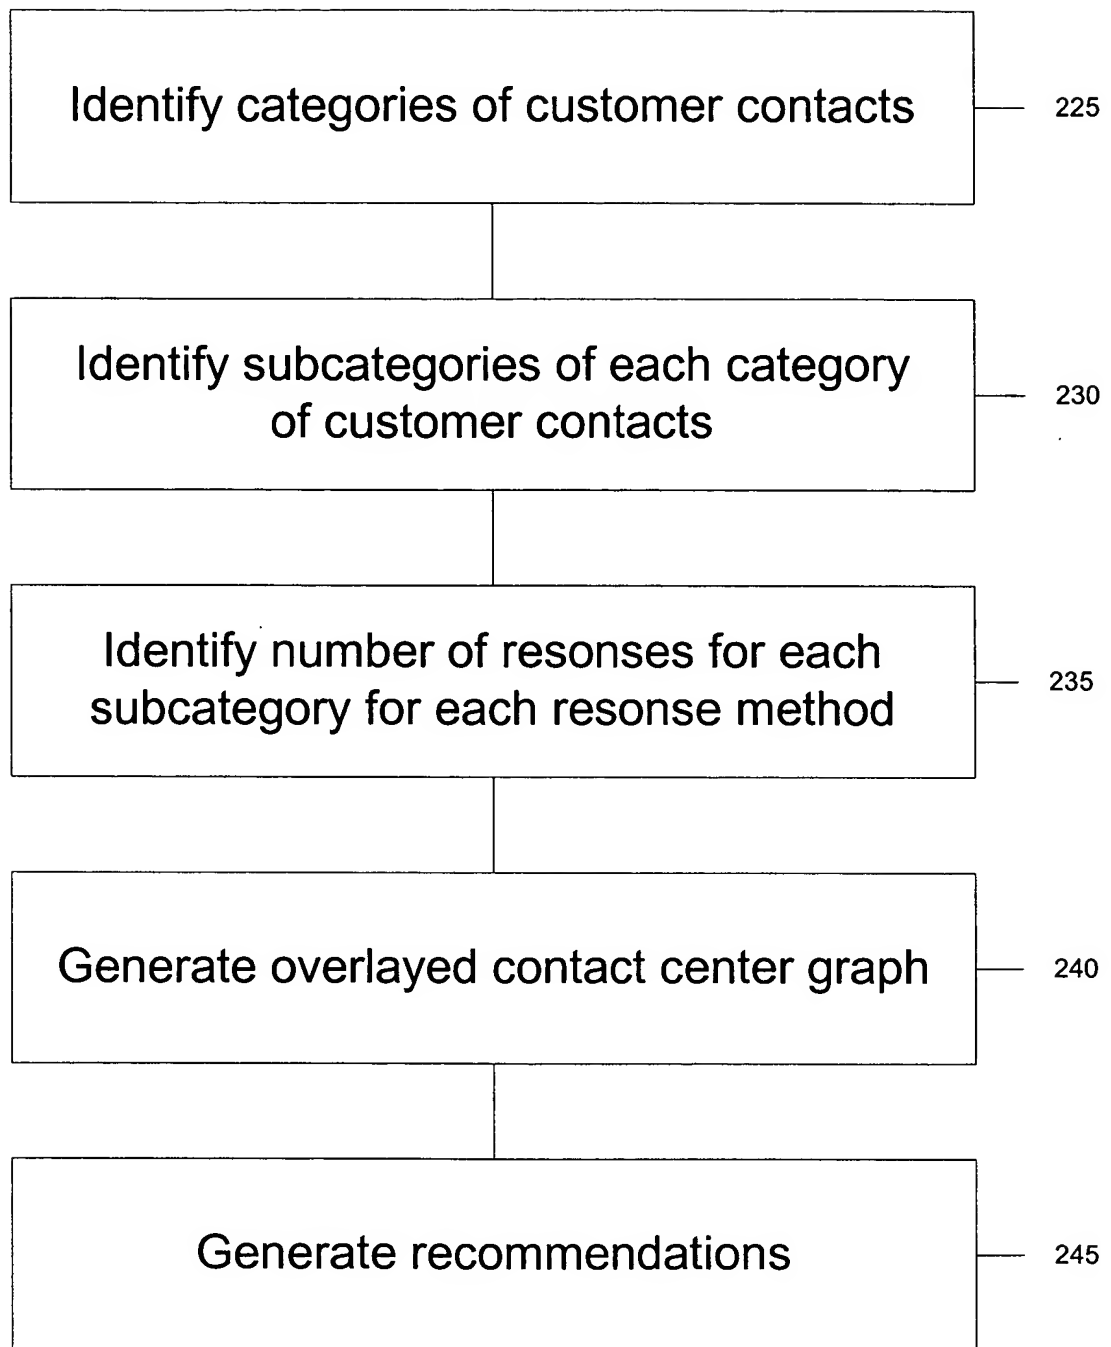 Identify categories of customer contacts
225
Identify subcategories of each category
of customer contacts
230
Identify number of resonses for each
subcategory for each resonse method
235
Generate overlayed contact center graph
240
Generate recommendations
245